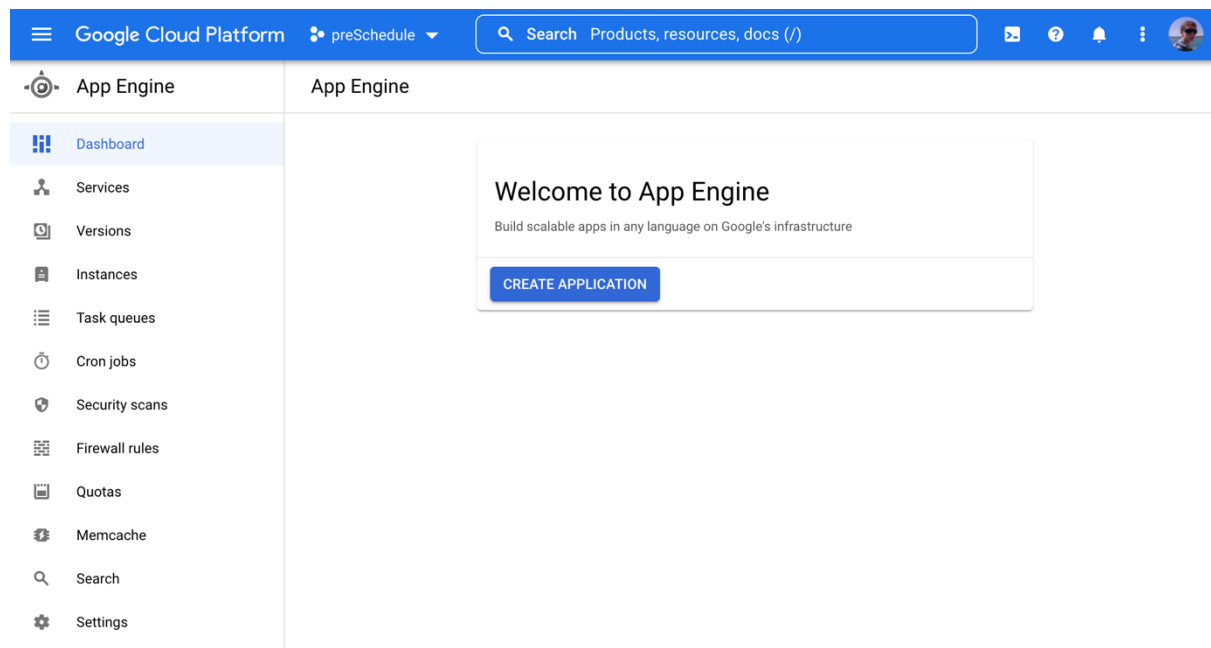 Google Cloud Platform
preSchedule
Search Products, resources, docs (/)
App Engine
App Engine
Dashboard
Services
Versions
Instances
Task queues
Cron jobs
Security scans
Firewall rules
Quotas
Memcache
Search
Settings
Welcome to App Engine
Build scalable apps in any language on Google's infrastructure
CREATE APPLICATION